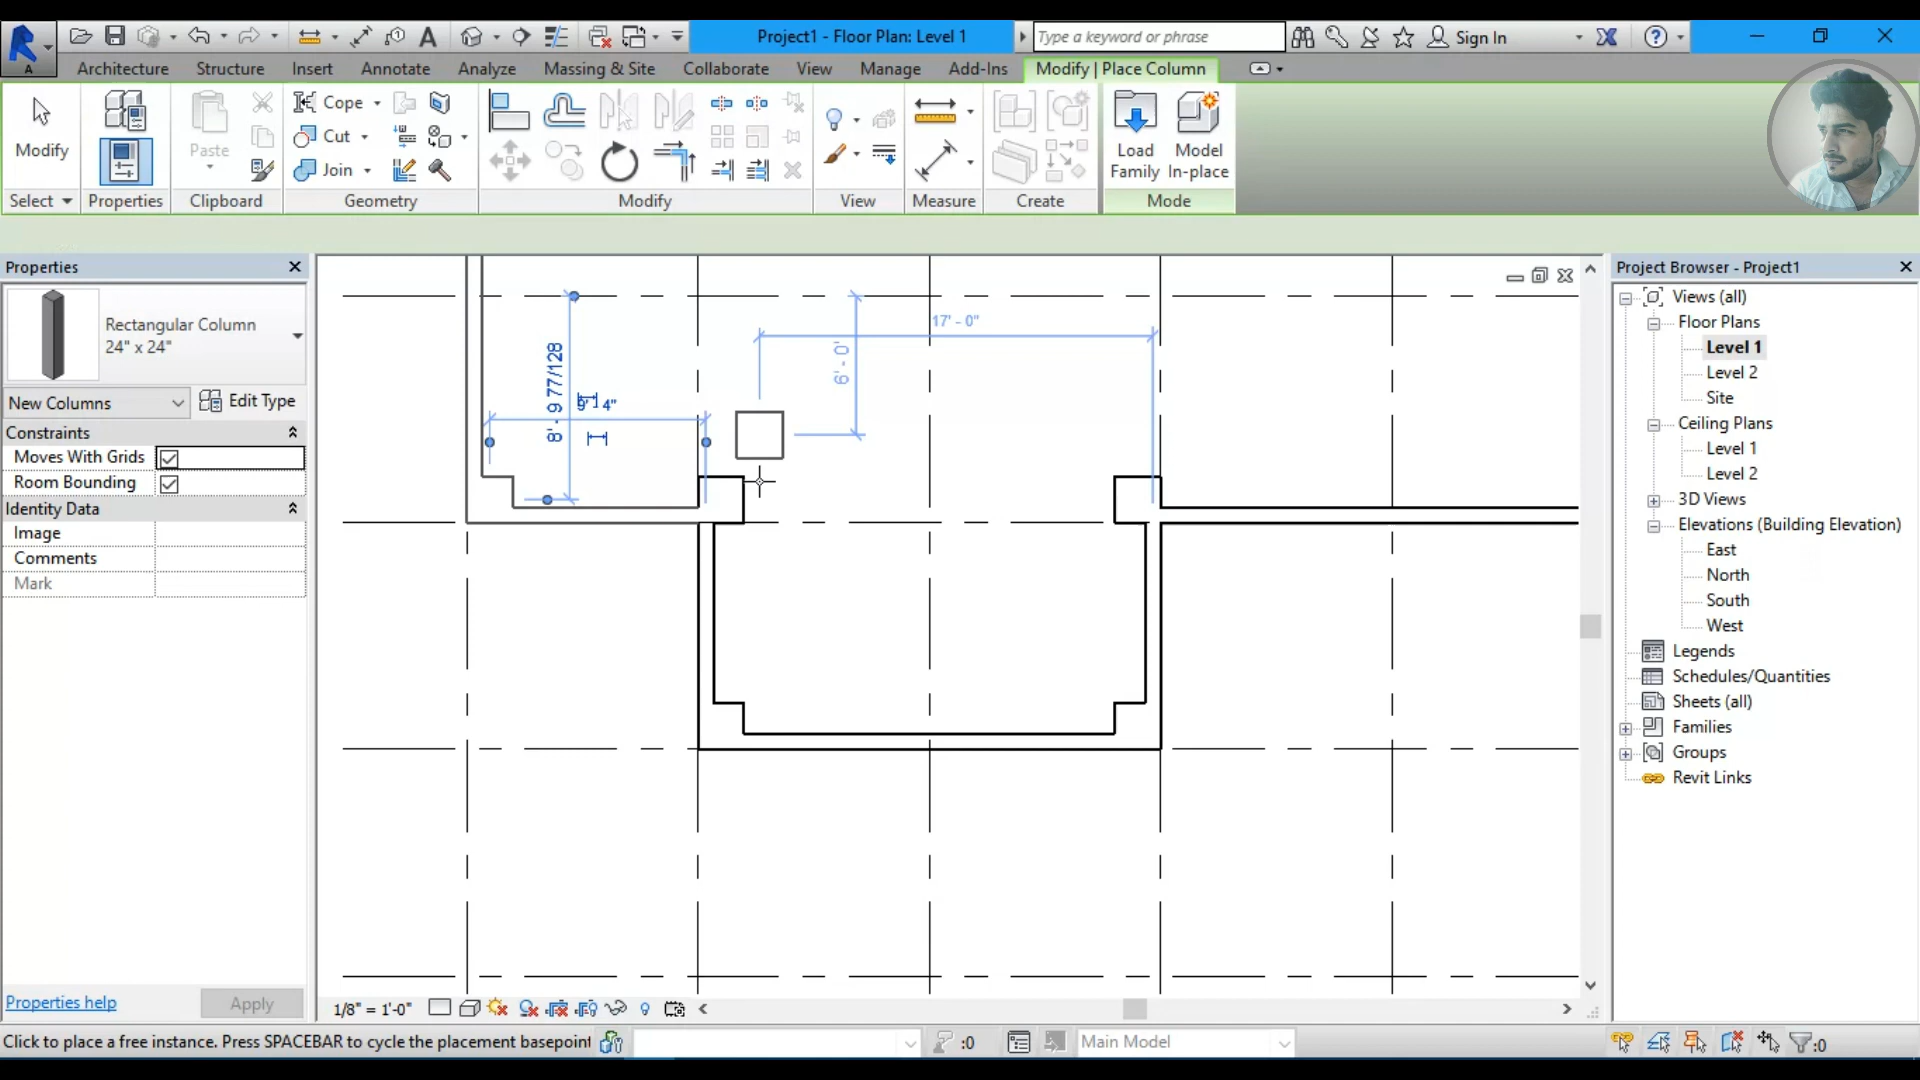 Project1 - Floor Plan: Level 1
Type a keyword or phrase
Sign In
A
Architecture
Structure
Insert
Annotate
Analyze
Massing & Site
Collaborate
View
Manage
Add-Ins
Modify | Place Column
Modify
Paste
Cope
Cut
Join
Load Family
Model In-place
Select
Properties
Clipboard
Geometry
Modify
View
Measure
Create
Mode
Properties
Rectangular Column
24" x 24"
New Columns
Edit Type
Constraints
Moves With Grids
Room Bounding
Identity Data
Image
Comments
Mark
Properties help
Apply
17' - 0"
6' - 0"
8' - 9 77/128
9' 4"
Project Browser - Project1
Views (all)
Floor Plans
Level 1
Level 2
Site
Ceiling Plans
Level 1
Level 2
3D Views
Elevations (Building Elevation)
East
North
South
West
Legends
Schedules/Quantities
Sheets (all)
Families
Groups
Revit Links
1/8" = 1'-0"
Click to place a free instance. Press SPACEBAR to cycle the placement basepoint
:0
Main Model
:0